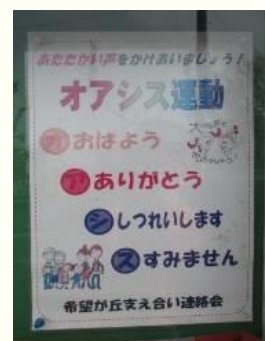 あたたかい声をかけあいましょう!
オアシス運動
オ おはよう
ア ありがとう
シ しつれいします
ス すみません
希望が丘支え合い連絡会